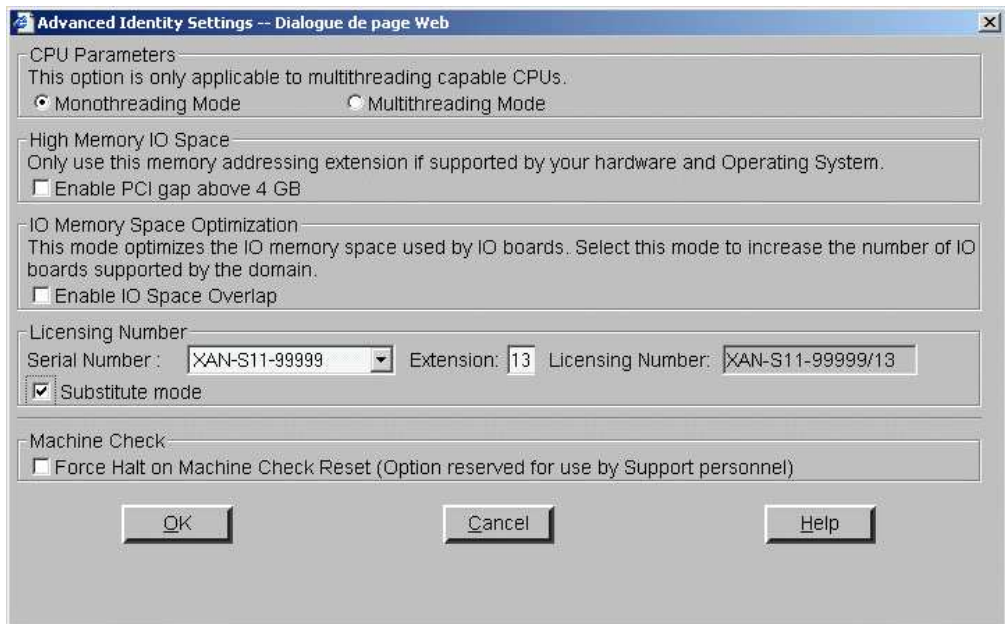 Advanced Identity Settings -- Dialogue de page Web
CPU Parameters
This option is only applicable to multithreading capable CPUs.
Monothreading Mode Multithreading Mode
High Memory IO Space
Only use this memory addressing extension if supported by your hardware and Operating System.
Enable PCI gap above 4 GB
IO Memory Space Optimization
This mode optimizes the IO memory space used by IO boards. Select this mode to increase the number of IO
boards supported by the domain.
Enable IO Space Overlap
Licensing Number
Serial Number : XAN-S11-99999 Extension: 13 Licensing Number: XAN-S11-99999/13
Substitute mode
Machine Check
Force Halt on Machine Check Reset (Option reserved for use by Support personnel)
OK Cancel Help